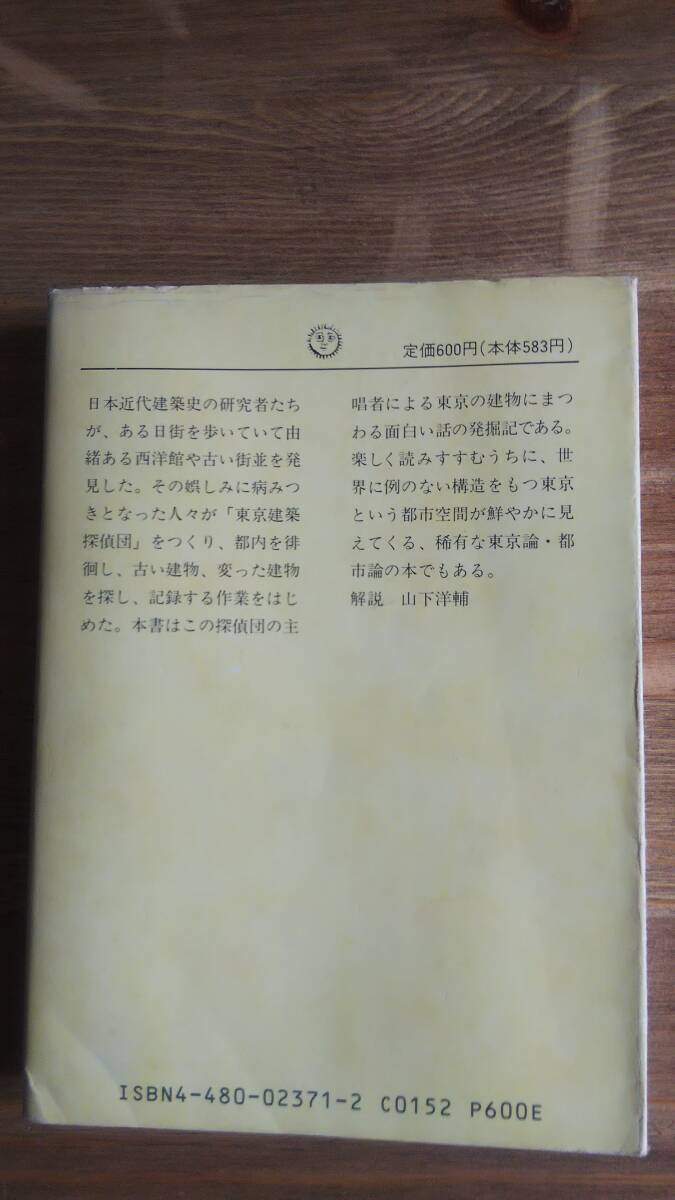 定価600円(本体583円)
日本近代建築史の研究者たち
が、ある日街を歩いていて由
緒ある西洋館や古い街並を発
見した。その娯しみに病みつ
きとなった人々が「東京建築
探偵団」をつくり、都内を徘
徊し、古い建物、変った建物
を探し、記録する作業をはじ
めた。本書はこの探偵団の主
唱者による東京の建物にまつ
わる面白い話の発掘記である。
楽しく読みすすむうちに、世
界に例のない構造をもつ東京
という都市空間が鮮やかに見
えてくる、稀有な東京論・都
市論の本でもある。
解説 山下洋輔
ISBN4-480-02371-2 C0152 P600E